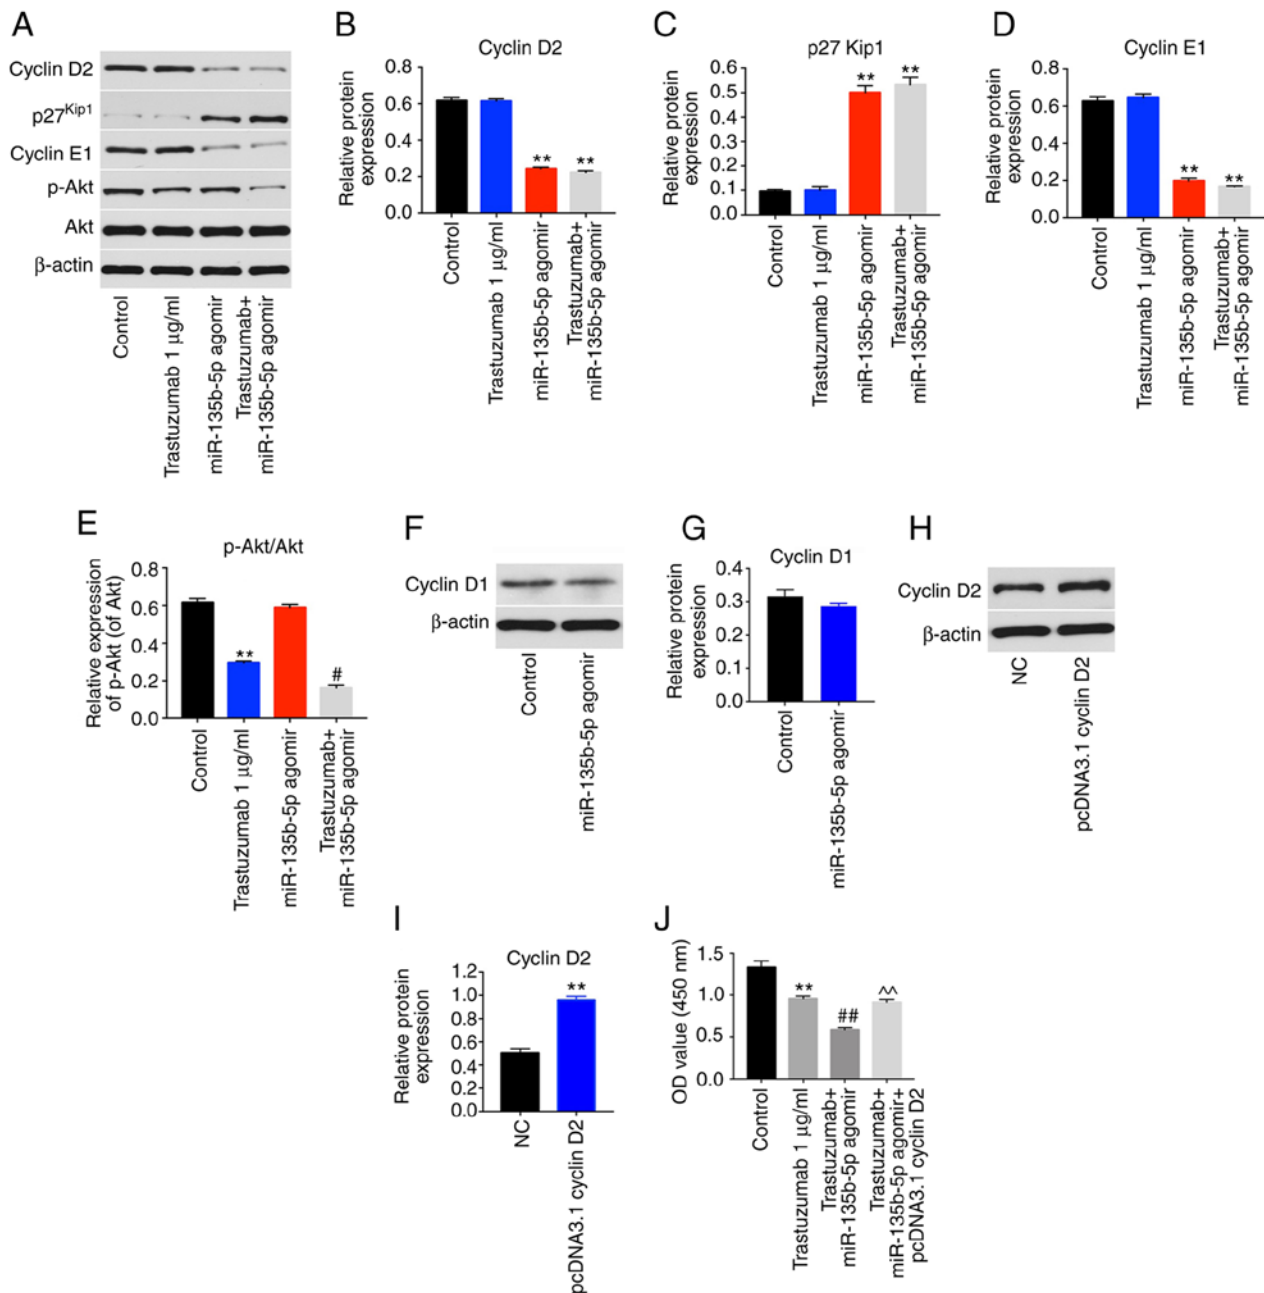 A
Cyclin D2
p27Kip1
Cyclin E1
p-Akt
Akt
β-actin
Control
Trastuzumab 1 µg/ml
miR-135b-5p agomir
Trastuzumab+
miR-135b-5p agomir
B
Cyclin D2
Relative protein
expression
0.8
0.6
0.4
0.2
0.0
**
**
Control
Trastuzumab 1 µg/ml
miR-135b-5p agomir
Trastuzumab+
miR-135b-5p agomir
C
p27 Kip1
Relative protein
expression
0.6
0.5
0.4
0.3
0.2
0.1
0.0
**
**
Control
Trastuzumab 1 µg/ml
miR-135b-5p agomir
Trastuzumab+
miR-135b-5p agomir
D
Cyclin E1
Relative protein
expression
0.8
0.6
0.4
0.2
0.0
**
**
Control
Trastuzumab 1 µg/ml
miR-135b-5p agomir
Trastuzumab+
miR-135b-5p agomir
E
p-Akt/Akt
Relative expression
of p-Akt (of Akt)
0.8
0.6
0.4
0.2
0.0
**
#
Control
Trastuzumab 1 µg/ml
miR-135b-5p agomir
Trastuzumab+
miR-135b-5p agomir
F
Cyclin D1
β-actin
Control
miR-135b-5p agomir
G
Cyclin D1
Relative protein
expression
0.4
0.3
0.2
0.1
0.0
Control
miR-135b-5p agomir
H
Cyclin D2
β-actin
NC
pcDNA3.1 cyclin D2
I
Cyclin D2
Relative protein
expression
1.2
1.0
0.8
0.6
0.4
0.2
0.0
**
NC
pcDNA3.1 cyclin D2
J
OD value (450 nm)
1.5
1.0
0.5
0.0
**
##
^^
Control
Trastuzumab 1 µg/ml
Trastuzumab+
miR-135b-5p agomir
Trastuzumab+
miR-135b-5p agomir+
pcDNA3.1 cyclin D2